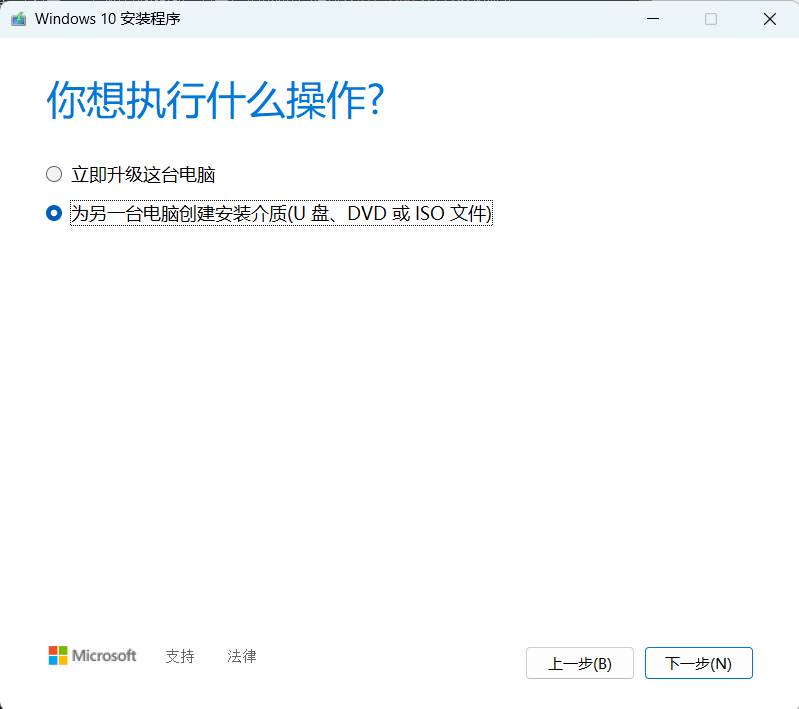 Windows 10 安装程序
你想执行什么操作?
立即升级这台电脑
为另一台电脑创建安装介质(U 盘、DVD 或 ISO 文件)
Microsoft 支持 法律 上一步(B) 下一步(N)